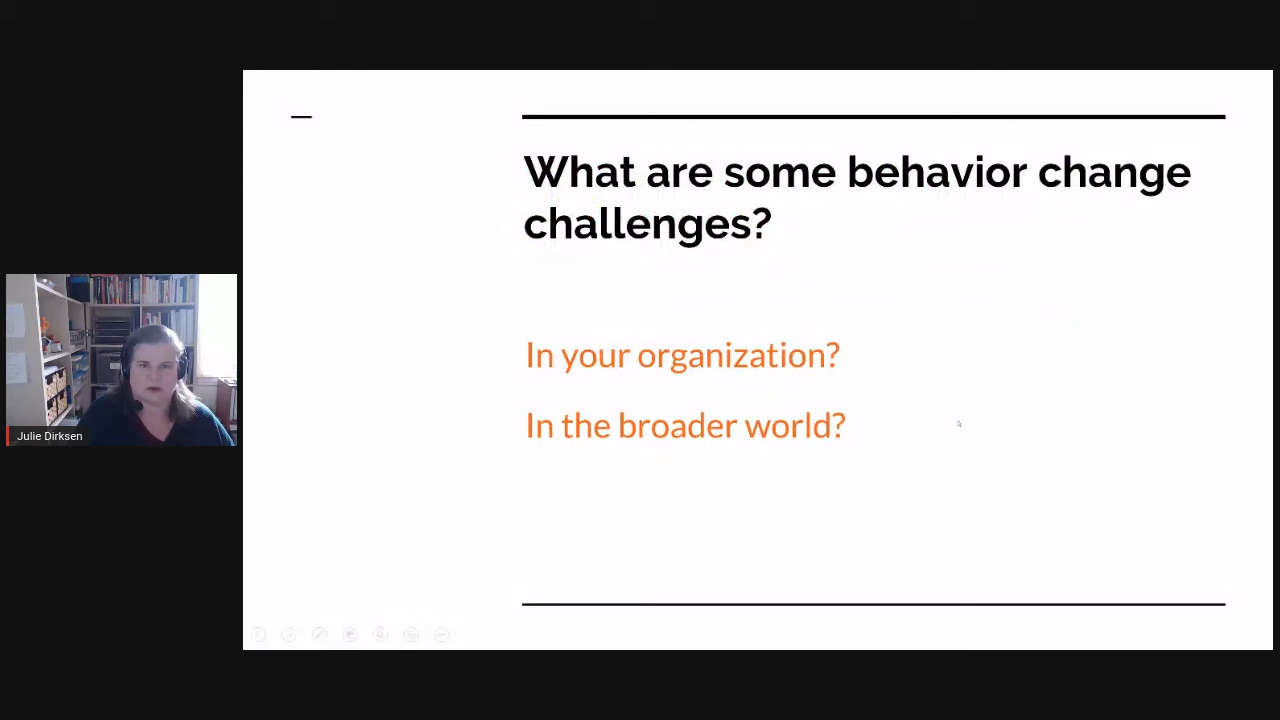 What are some behavior change
challenges?
In your organization?
In the broader world?
Julie Dirksen